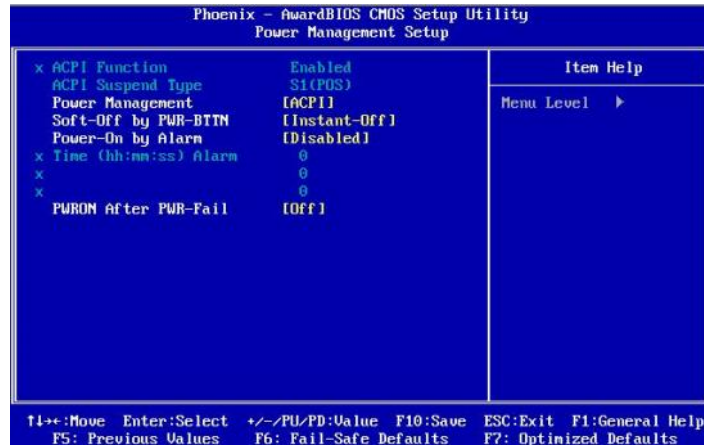 Phoenix - AwardBIOS CMOS Setup Utility
Power Management Setup
x ACPI Function Enabled
ACPI Suspend Type S1(POS)
Power Management [ACPI]
Soft-Off by PWR-BTTN [Instant-Off]
Power-On by Alarm [Disabled]
x Time (hh:mm:ss) Alarm 0
x 0
x 0
PWRON After PWR-Fail [Off]
Item Help
Menu Level ▶
↑↓→←:Move Enter:Select +/-/PU/PD:Value F10:Save ESC:Exit F1:General Help
F5: Previous Values F6: Fail-Safe Defaults F7: Optimized Defaults